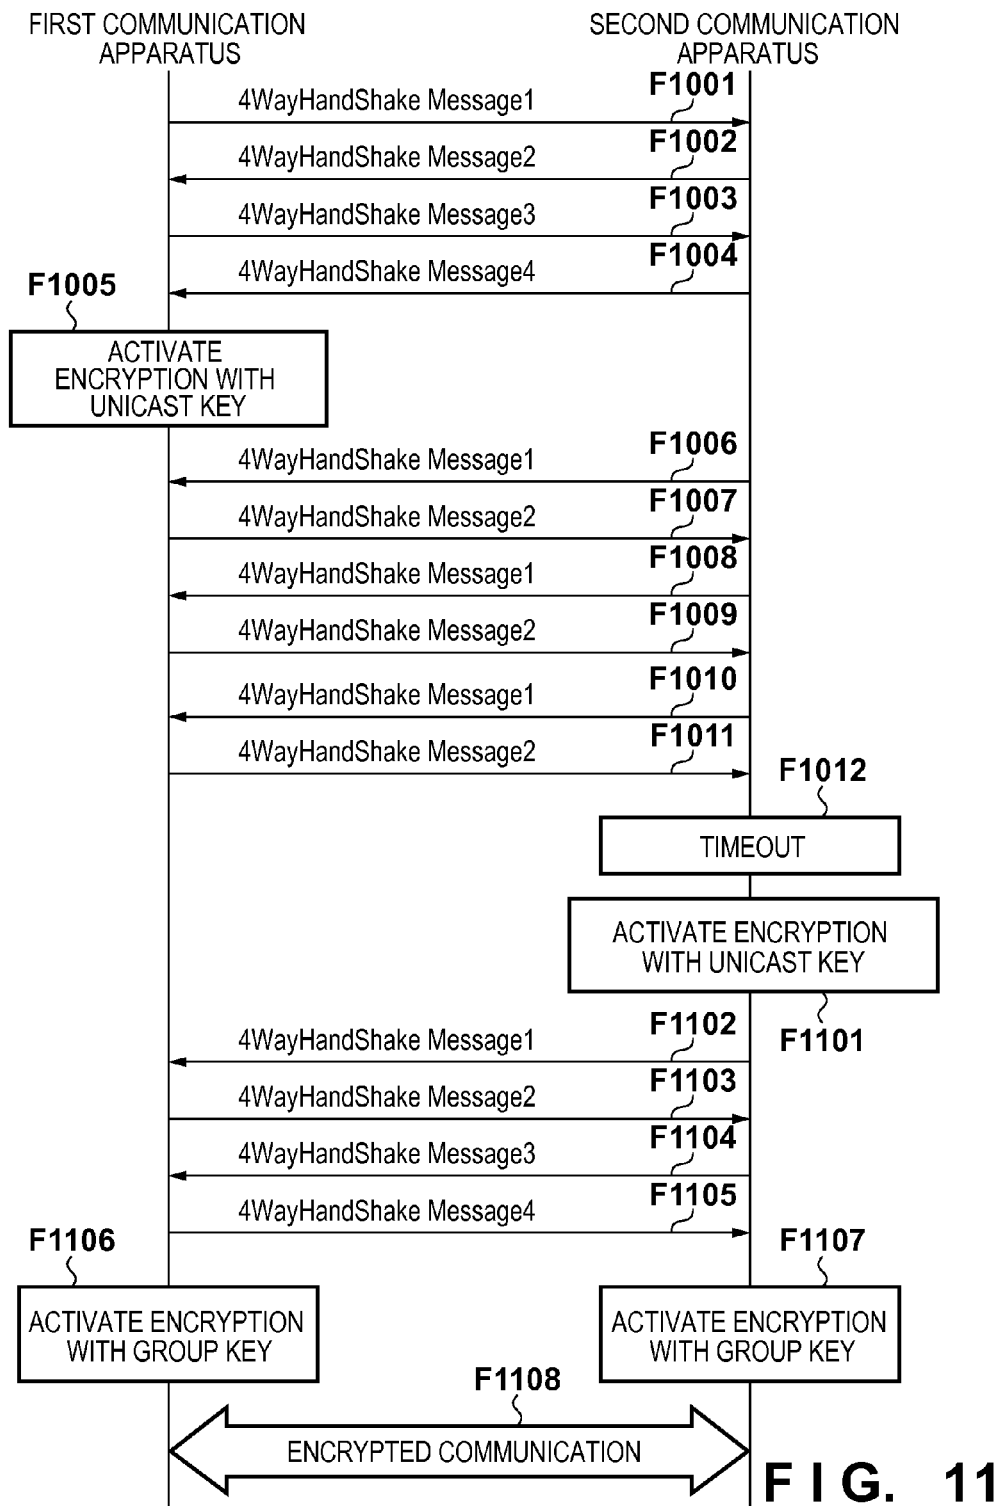 FIRST COMMUNICATION
APPARATUS
SECOND COMMUNICATION
APPARATUS
4WayHandShake Message1
F1001
4WayHandShake Message2
F1002
4WayHandShake Message3
F1003
4WayHandShake Message4
F1004
F1005
ACTIVATE
ENCRYPTION WITH
UNICAST KEY
4WayHandShake Message1
F1006
4WayHandShake Message2
F1007
4WayHandShake Message1
F1008
4WayHandShake Message2
F1009
4WayHandShake Message1
F1010
4WayHandShake Message2
F1011
F1012
TIMEOUT
ACTIVATE ENCRYPTION
WITH UNICAST KEY
F1101
4WayHandShake Message1
F1102
4WayHandShake Message2
F1103
4WayHandShake Message3
F1104
4WayHandShake Message4
F1105
F1106
F1107
ACTIVATE ENCRYPTION
WITH GROUP KEY
ACTIVATE ENCRYPTION
WITH GROUP KEY
F1108
ENCRYPTED COMMUNICATION
FIG. 11